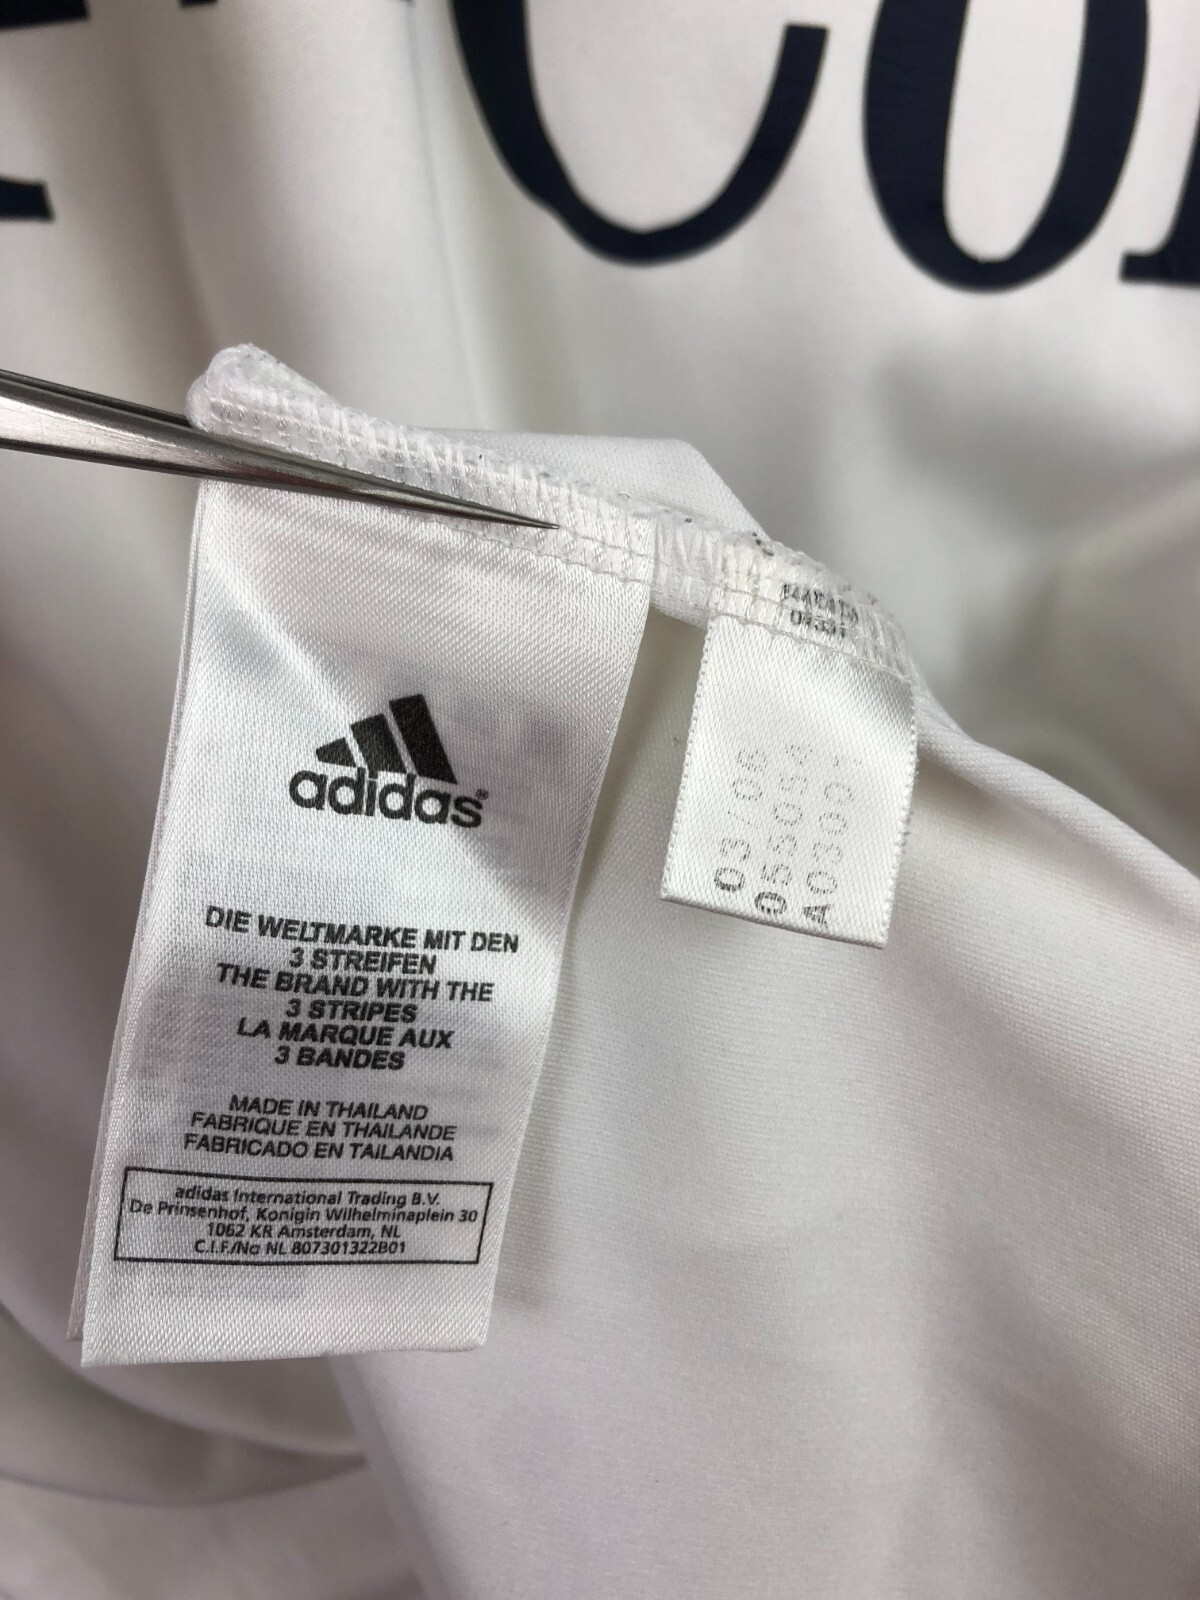 Co
adidas®
DIE WELTMARKE MIT DEN
3 STREIFEN
THE BRAND WITH THE
3 STRIPES
LA MARQUE AUX
3 BANDES
MADE IN THAILAND
FABRIQUE EN THAILANDE
FABRICADO EN TAILANDIA
adidas International Trading B.V.
De Prinsenhof, Konigin Wilhelminaplein 30
1062 KR Amsterdam, NL
C.I.F./No NL 807301322B01
03/06
055054
A030D